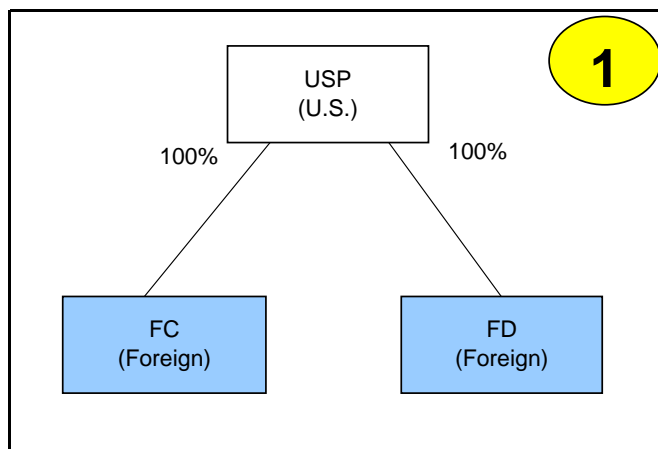 1
USP
(U.S.)
100%
100%
FC
(Foreign)
FD
(Foreign)